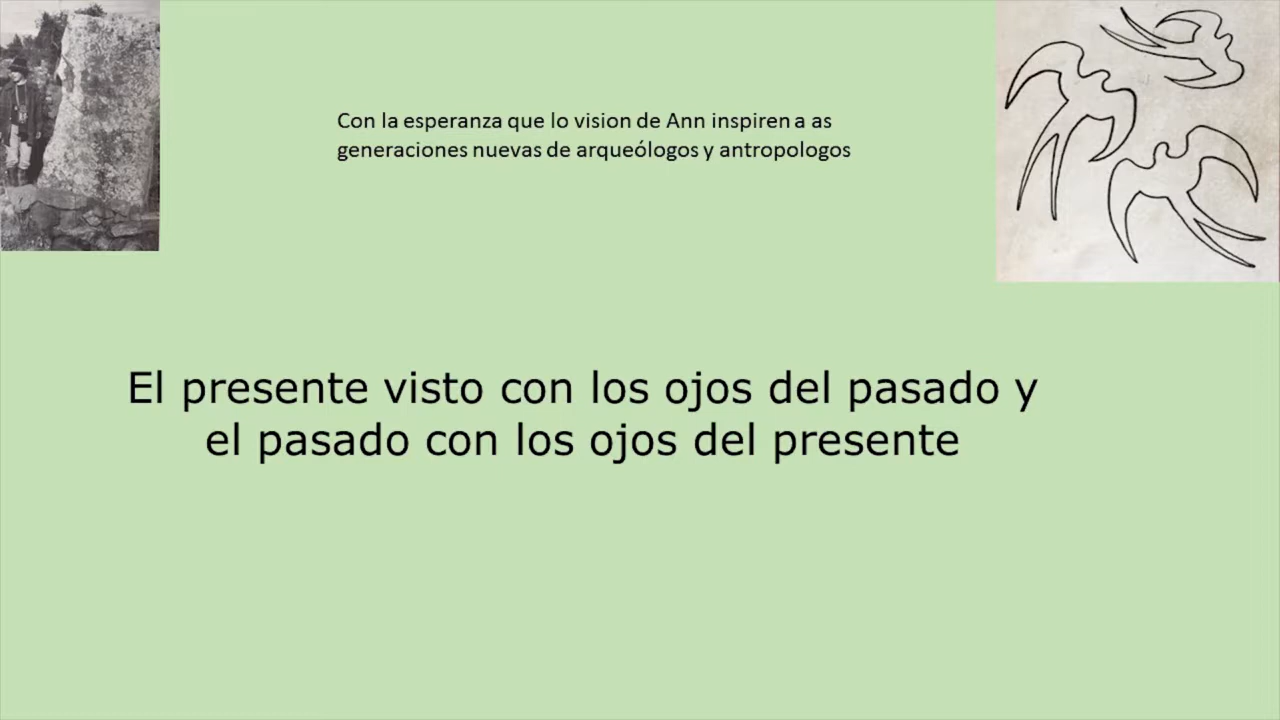 Con la esperanza que lo vision de Ann inspiren a as
generaciones nuevas de arqueólogos y antropologos
El presente visto con los ojos del pasado y
el pasado con los ojos del presente